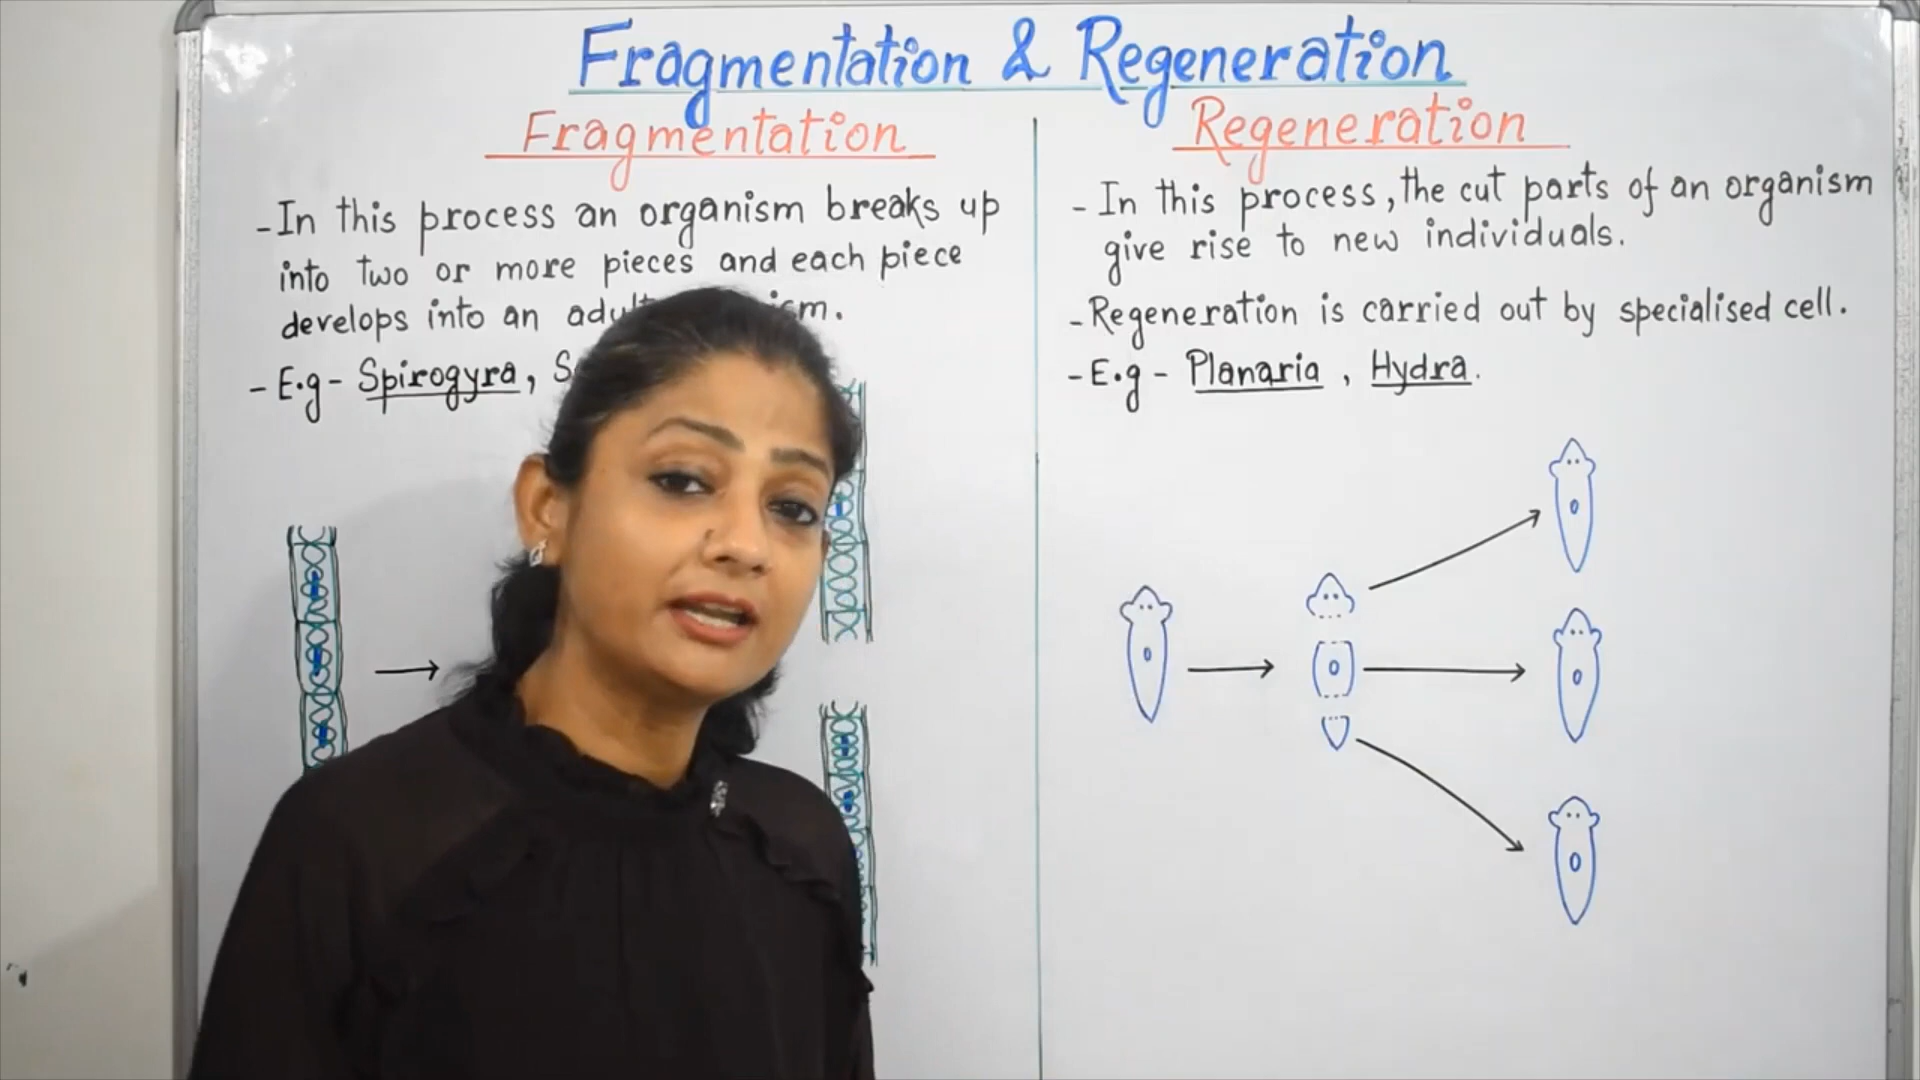 Fragmentation & Regeneration
Fragmentation
- In this process an organism breaks up
into two or more pieces and each piece
develops into an
- E.g - Spirogyra,
Regeneration
- In this process, the cut parts of an organism
give rise to new individuals.
- Regeneration is carried out by specialised cell.
- E.g - Planaria , Hydra.